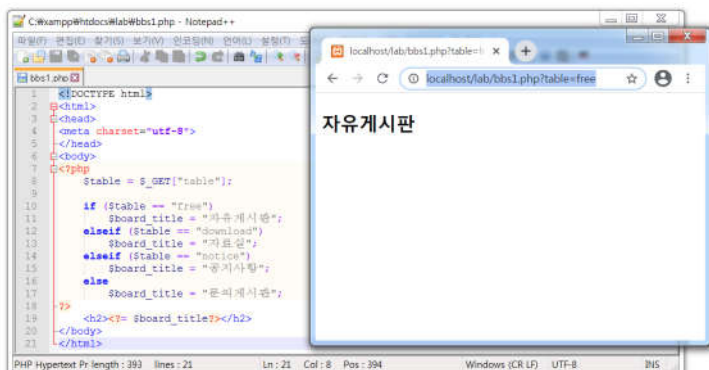 C:\xampp\htdocs\lab\bbs1.php - Notepad++
파일(F) 편집(E) 찾기(S) 보기(V) 인코딩(N) 언어(L) 설정(T)
bbs1.php
1 <!DOCTYPE html>
2 <html>
3 <head>
4 <meta charset="utf-8">
5 </head>
6 <body>
7 <?php
8 $table = $_GET["table"];
9
10 if ($table == "free")
11 $board_title = "자유게시판";
12 elseif ($table == "download")
13 $board_title = "자료실";
14 elseif ($table == "notice")
15 $board_title = "공지사항";
16 else
17 $board_title = "문의게시판";
18 ?>
19 <h2><?= $board_title?></h2>
20 </body>
21 </html>
PHP Hypertext Pr length : 393 lines : 21 Ln : 21 Col : 8 Pos : 394 Windows (CR LF) UTF-8 INS
localhost/lab/bbs1.php?table=f
localhost/lab/bbs1.php?table=free
자유게시판